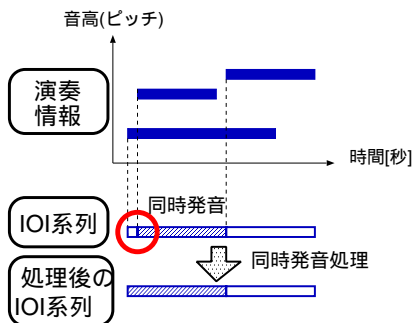 音高(ピッチ)
演奏
情報
時間[秒]
同時発音
IOI系列
同時発音処理
処理後の
IOI系列